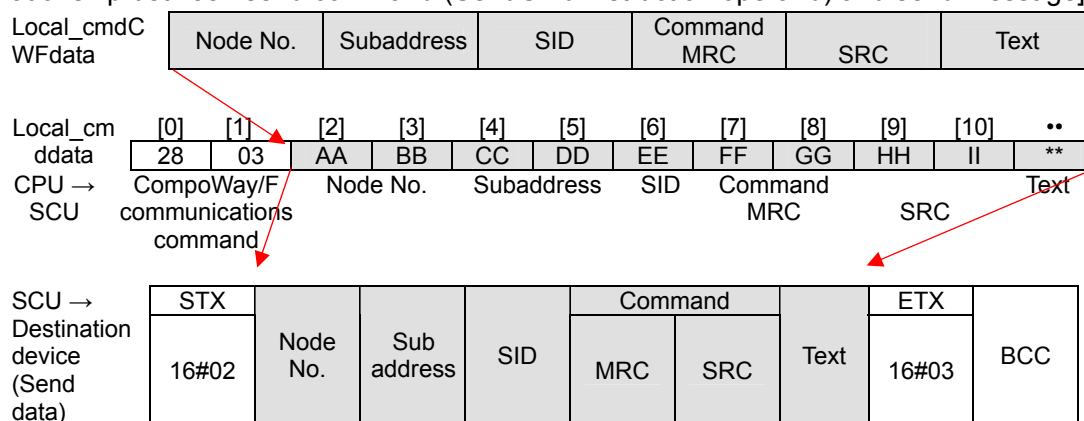 Local_cmdC WFdata Node No. Subaddress SID Command MRC SRC Text
Local_cm ddata [0] [1] [2] [3] [4] [5] [6] [7] [8] [9] [10] ••
28 03 AA BB CC DD EE FF GG HH II **
CPU → SCU CompoWay/F communications command Node No. Subaddress SID Command MRC SRC Text
SCU → Destination device (Send data) STX 16#02 Node No. Sub address SID Command MRC SRC Text ETX 16#03 BCC